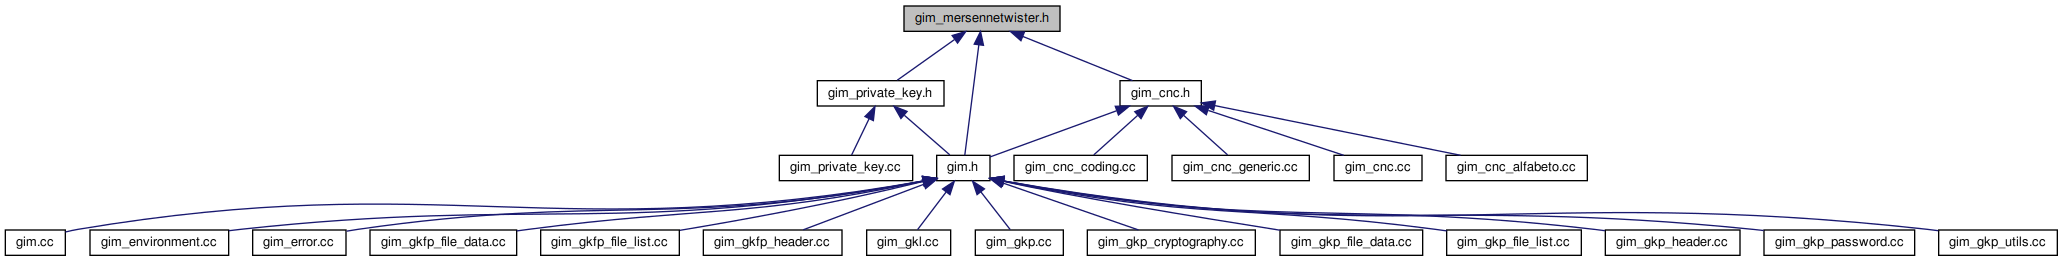 gim_mersennetwister.h
gim_private_key.h
gim_cnc.h
gim_private_key.cc
gim.h
gim_cnc_coding.cc
gim_cnc_generic.cc
gim_cnc.cc
gim_cnc_alfabeto.cc
gim.cc
gim_environment.cc
gim_error.cc
gim_gkfp_file_data.cc
gim_gkfp_file_list.cc
gim_gkfp_header.cc
gim_gkl.cc
gim_gkp.cc
gim_gkp_cryptography.cc
gim_gkp_file_data.cc
gim_gkp_file_list.cc
gim_gkp_header.cc
gim_gkp_password.cc
gim_gkp_utils.cc